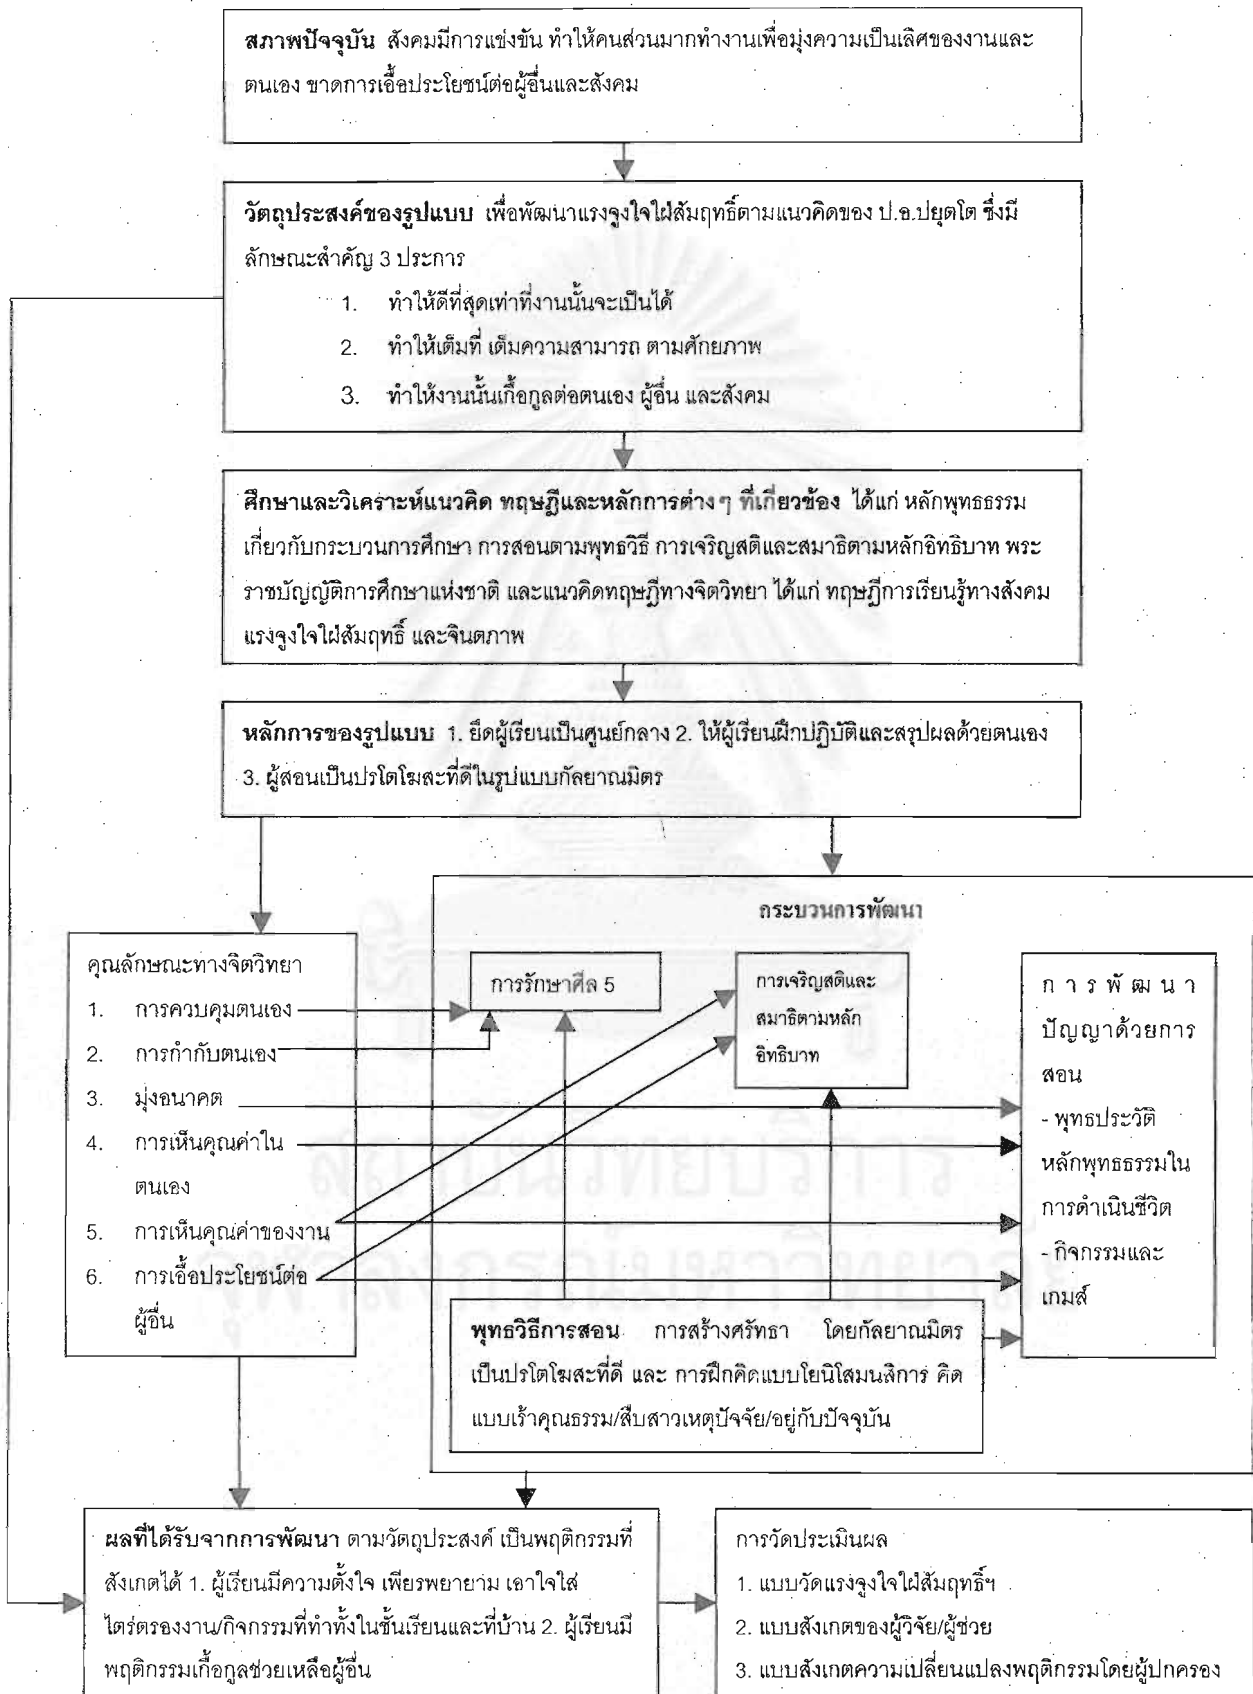 สภาพปัจจุบัน สังคมมีการแข่งขัน ทำให้คนส่วนมากทำงานเพื่อมุ่งความเป็นเลิศของงานและ
ตนเอง ขาดการเอื้อประโยชน์ต่อผู้อื่นและสังคม
วัตถุประสงค์ของรูปแบบ เพื่อพัฒนาแรงจูงใจใฝ่สัมฤทธิ์ตามแนวคิดของ ป.อ.ปยุตโต ซึ่งมี
ลักษณะสำคัญ 3 ประการ
1. ทำให้ดีที่สุดเท่าที่งานนั้นจะเป็นได้
2. ทำให้เต็มที่ เต็มความสามารถ ตามศักยภาพ
3. ทำให้งานนั้นเกื้อกูลต่อตนเอง ผู้อื่น และสังคม
ศึกษาและวิเคราะห์แนวคิด ทฤษฎีและหลักการต่างๆ ที่เกี่ยวข้อง ได้แก่ หลักพุทธธรรม
เกี่ยวกับกระบวนการศึกษา การสอนตามพุทธวิธี การเจริญสติและสมาธิตามหลักอิทธิบาท พระ
ราชบัญญัติการศึกษาแห่งชาติ และแนวคิดทฤษฎีทางจิตวิทยา ได้แก่ ทฤษฎีการเรียนรู้ทางสังคม
แรงจูงใจใฝ่สัมฤทธิ์ และจินตภาพ
หลักการของรูปแบบ 1. ยึดผู้เรียนเป็นศูนย์กลาง 2. ให้ผู้เรียนฝึกปฏิบัติและสรุปผลด้วยตนเอง
3. ผู้สอนเป็นปรโตโฆสะที่ดีในรูปแบบกัลยาณมิตร
กระบวนการพัฒนา
คุณลักษณะทางจิตวิทยา
1. การควบคุมตนเอง
2. การกำกับตนเอง
3. มุ่งอนาคต
4. การเห็นคุณค่าใน
ตนเอง
5. การเห็นคุณค่าของงาน
6. การเอื้อประโยชน์ต่อ
ผู้อื่น
การรักษาศีล 5
การเจริญสติและ
สมาธิตามหลัก
อิทธิบาท
การพัฒนา
ปัญญาด้วยการ
สอน
- พุทธประวัติ
หลักพุทธธรรมใน
การดำเนินชีวิต
- กิจกรรมและ
เกมส์
พุทธวิธีการสอน การสร้างศรัทธา โดยกัลยาณมิตร
เป็นปรโตโฆสะที่ดี และ การฝึกคิดแบบโยนิโสมนสิการ คิด
แบบเร้าคุณธรรม/สืบสาวเหตุปัจจัย/อยู่กับปัจจุบัน
ผลที่ได้รับจากการพัฒนา ตามวัตถุประสงค์ เป็นพฤติกรรมที่
สังเกตได้ 1. ผู้เรียนมีความตั้งใจ เพียรพยายาม เอาใจใส่
ไตร่ตรองงาน/กิจกรรมที่ทำทั้งในชั้นเรียนและที่บ้าน 2. ผู้เรียนมี
พฤติกรรมเกื้อกูลช่วยเหลือผู้อื่น
การวัดประเมินผล
1. แบบวัดแรงจูงใจใฝ่สัมฤทธิ์ฯ
2. แบบสังเกตของผู้วิจัย/ผู้ช่วย
3. แบบสังเกตความเปลี่ยนแปลงพฤติกรรมโดยผู้ปกครอง
สถาบันวิทยบริการ
จุฬาลงกรณ์มหาวิทยาลัย